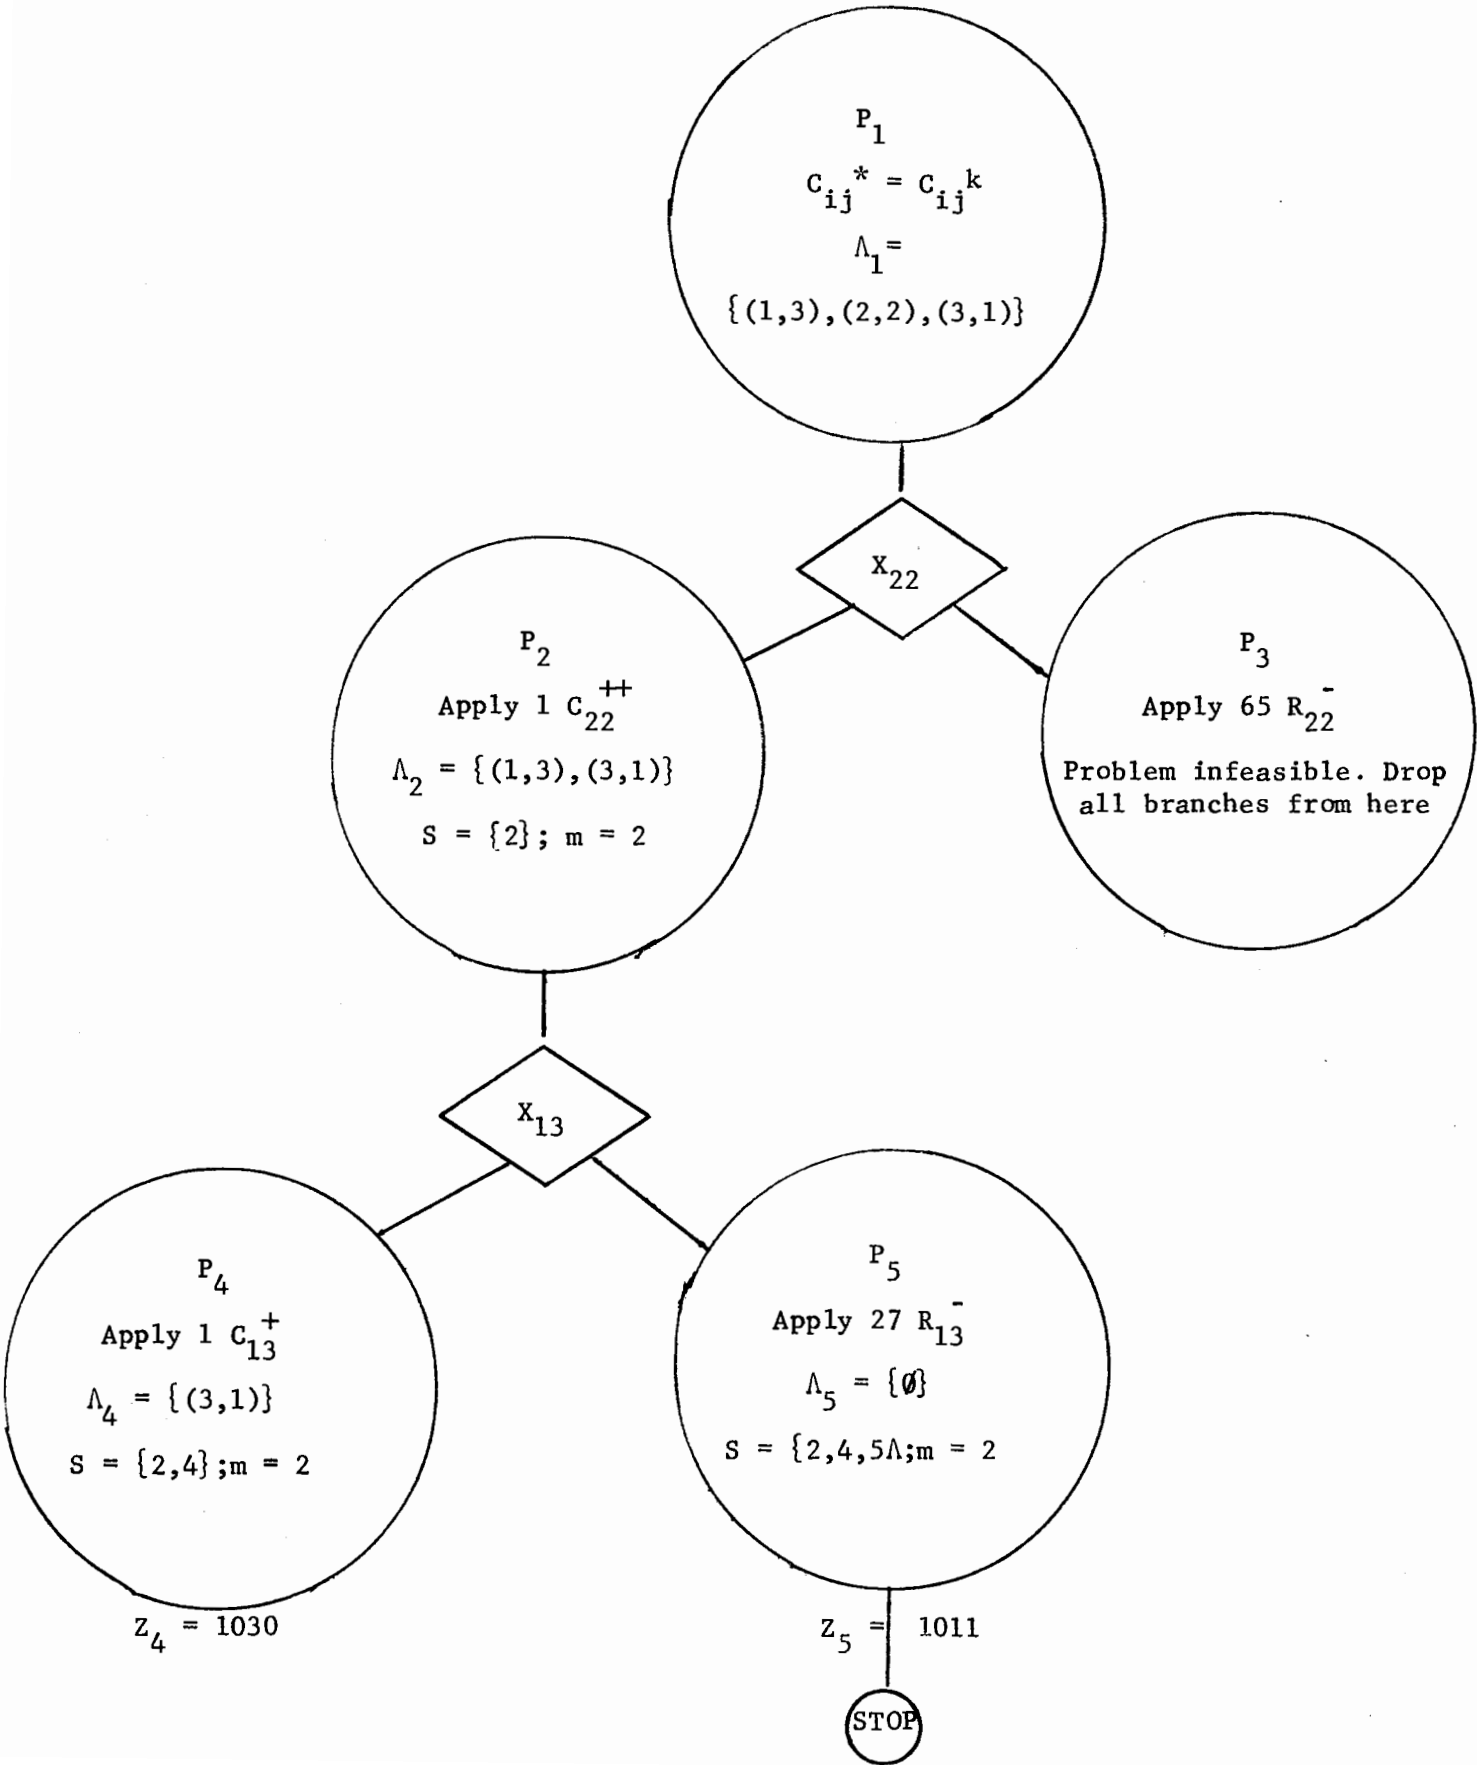 P1
Cij* = Cijk
Λ1=
{(1,3),(2,2),(3,1)}
X22
P2
Apply 1 C22++
Λ2 = {(1,3),(3,1)}
S = {2}; m = 2
P3
Apply 65 R22-
Problem infeasible. Drop
all branches from here
X13
P4
Apply 1 C13+
Λ4 = {(3,1)}
S = {2,4};m = 2
Z4 = 1030
P5
Apply 27 R13-
Λ5 = {Ø}
S = {2,4,5Λ;m = 2
Z5 = 1011
STOP